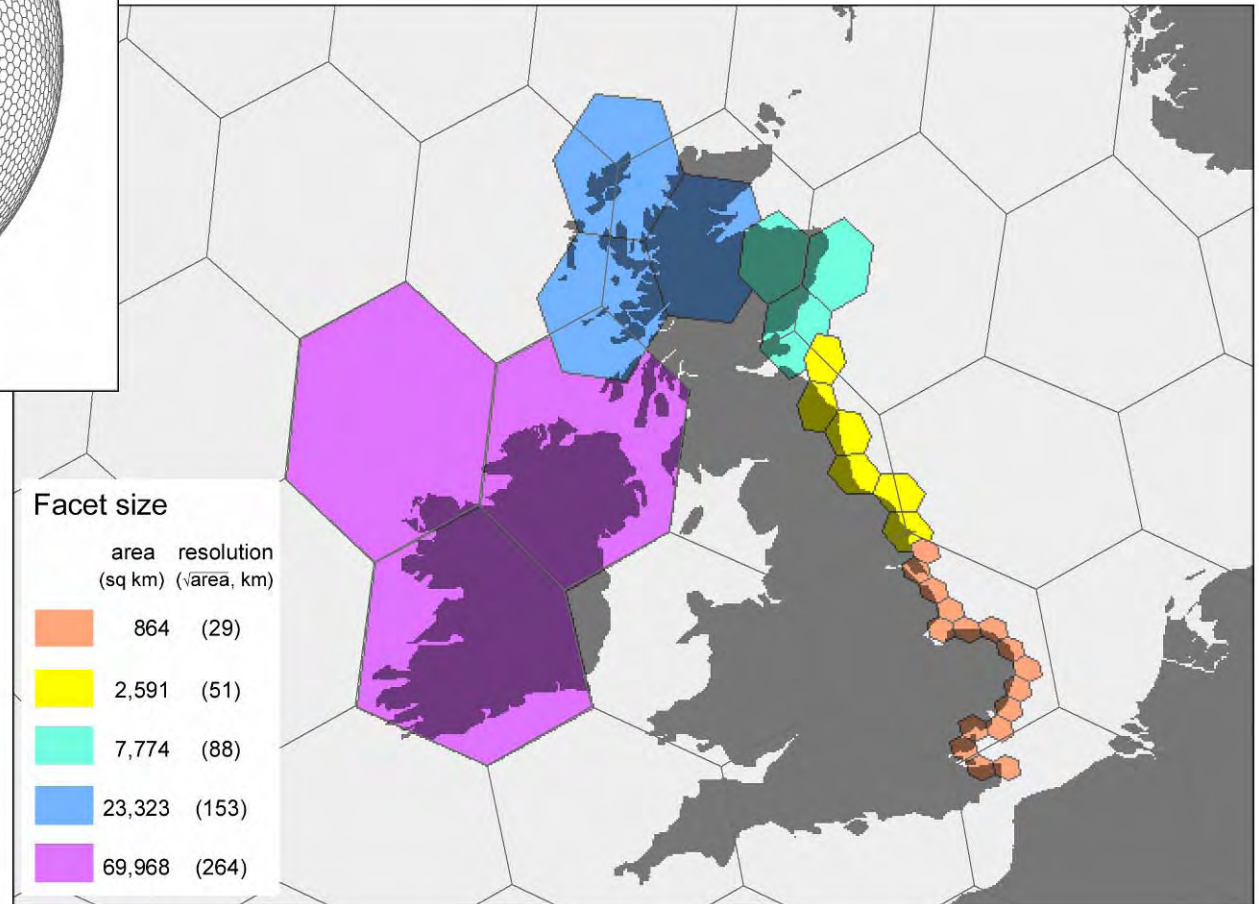 Facet size
area resolution
(sq km) (√area, km)
864 (29)
2,591 (51)
7,774 (88)
23,323 (153)
69,968 (264)